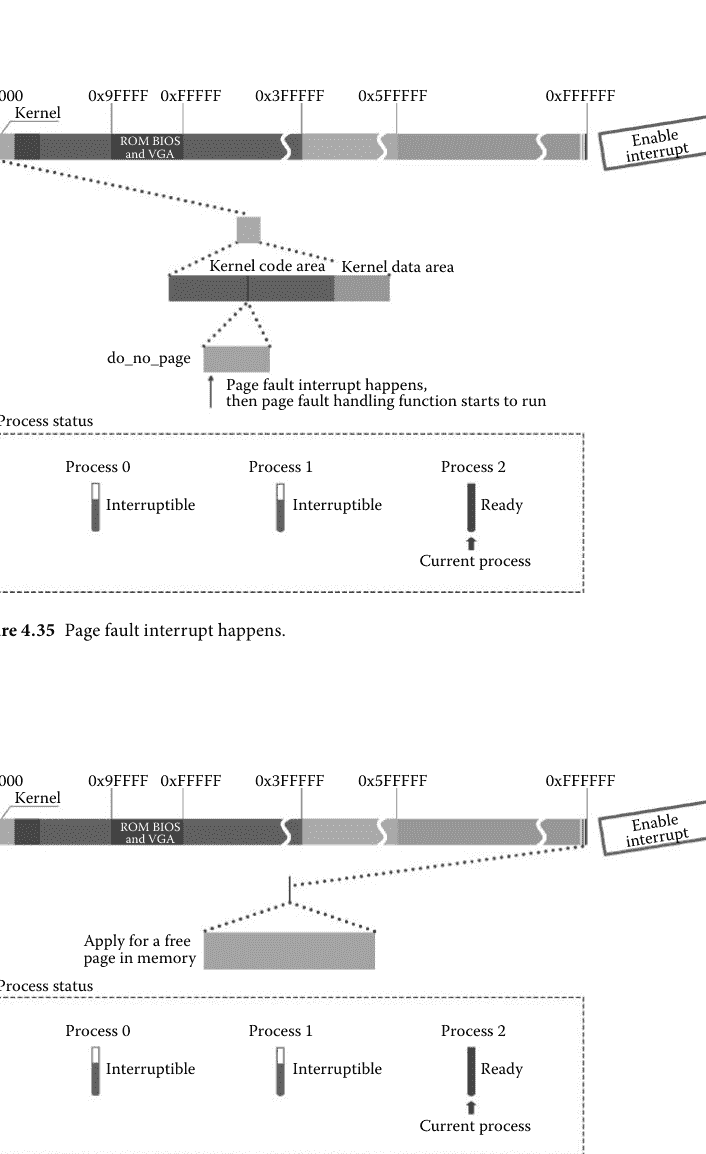 000 0x9FFFF 0xFFFFF 0x3FFFFF 0x5FFFFF 0xFFFFFF
Kernel
ROM BIOS
and VGA
Enable
interrupt
Kernel code area Kernel data area
do_no_page
Page fault interrupt happens,
then page fault handling function starts to run
Process status
Process 0 Process 1 Process 2
Interruptible Interruptible Ready
Current process
re 4.35 Page fault interrupt happens.
000 0x9FFFF 0xFFFFF 0x3FFFFF 0x5FFFFF 0xFFFFFF
Kernel
ROM BIOS
and VGA
Enable
interrupt
Apply for a free
page in memory
Process status
Process 0 Process 1 Process 2
Interruptible Interruptible Ready
Current process